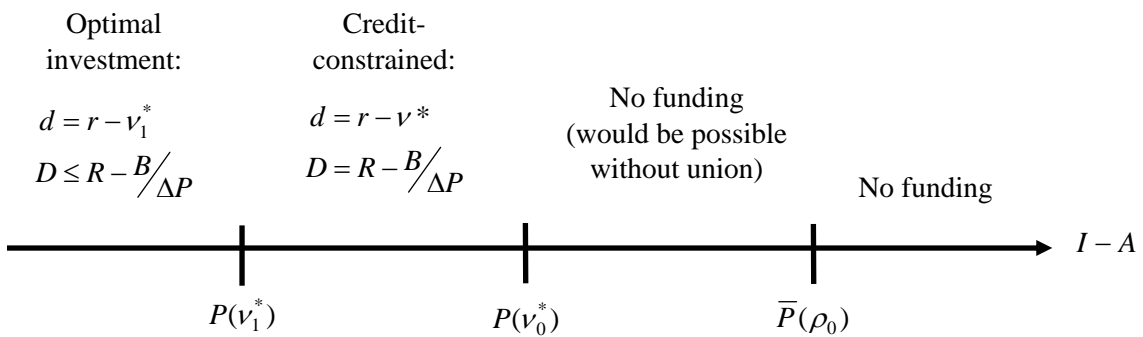 Optimal
investment:
d = r − ν₁*
D ≤ R − B/ΔP
Credit-
constrained:
d = r − ν*
D = R − B/ΔP
No funding
(would be possible
without union)
No funding
I − A
P(ν₁*)
P(ν₀*)
P̅(ρ₀)